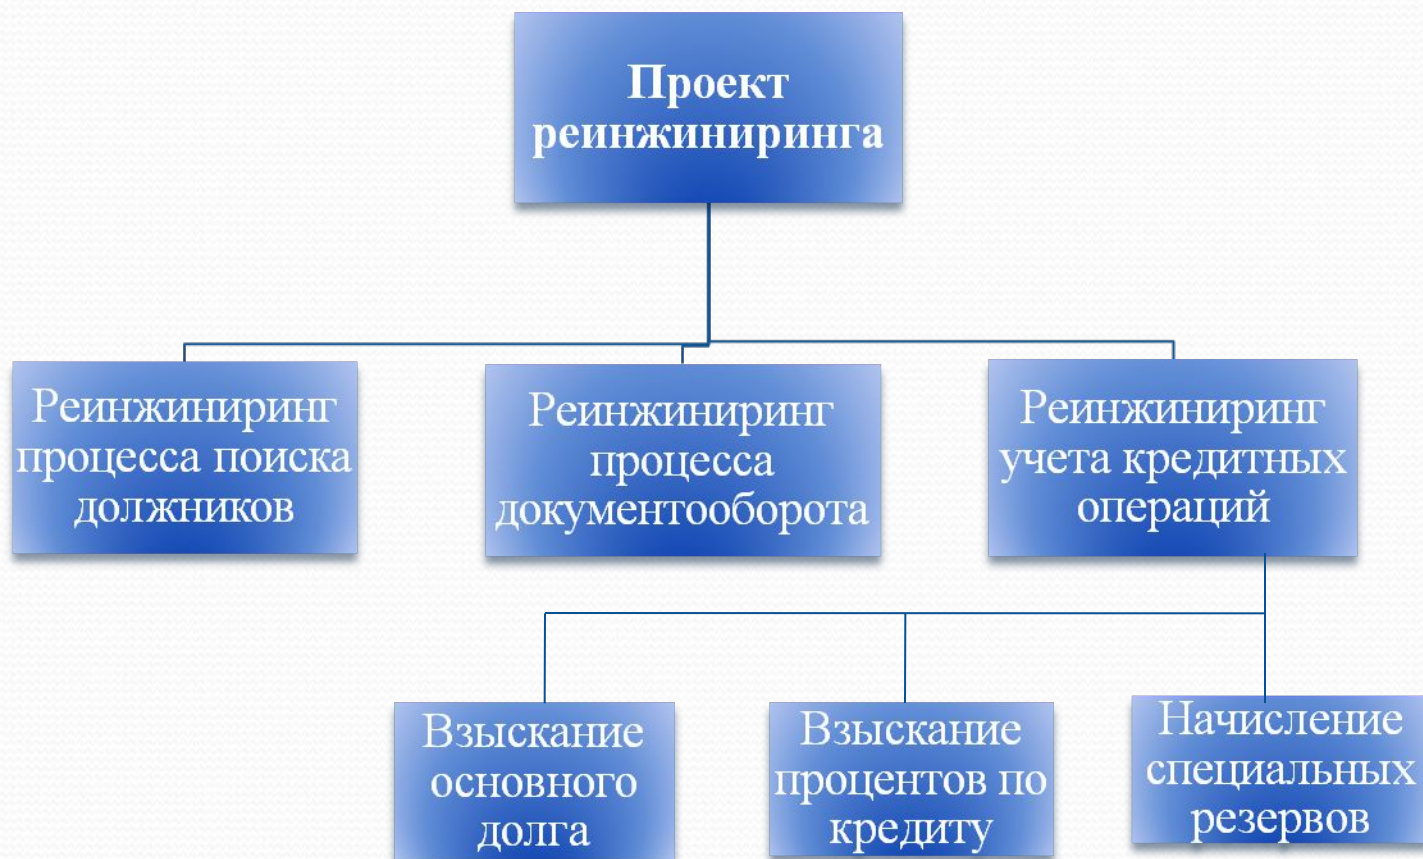 Проект
реинжиниринга
Реинжиниринг
процесса поиска
должников
Реинжиниринг
процесса
документооборота
Реинжиниринг
учета кредитных
операций
Взыскание
основного
долга
Взыскание
процентов по
кредиту
Начисление
специальных
резервов